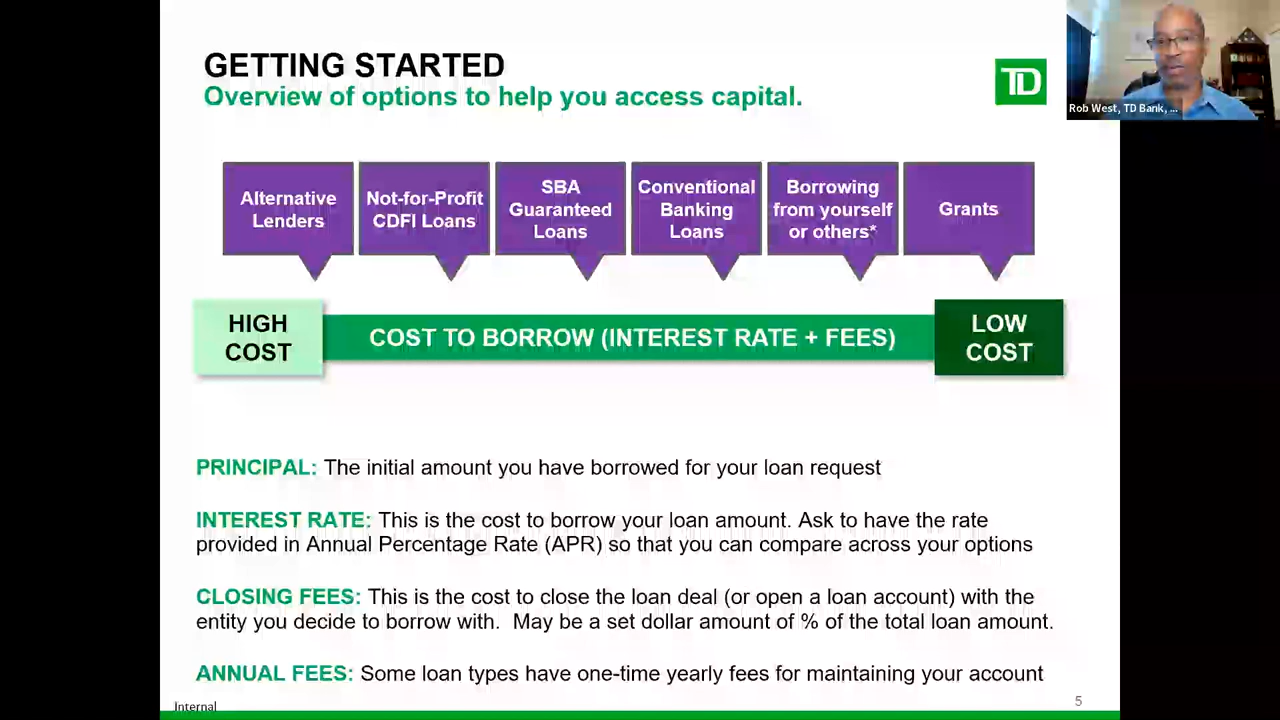 GETTING STARTED
Overview of options to help you access capital.
TD
Rob West, TD Bank, ...
Alternative
Lenders
Not-for-Profit
CDFI Loans
SBA
Guaranteed
Loans
Conventional
Banking
Loans
Borrowing
from yourself
or others*
Grants
HIGH
COST
COST TO BORROW (INTEREST RATE + FEES)
LOW
COST
PRINCIPAL: The initial amount you have borrowed for your loan request
INTEREST RATE: This is the cost to borrow your loan amount. Ask to have the rate
provided in Annual Percentage Rate (APR) so that you can compare across your options
CLOSING FEES: This is the cost to close the loan deal (or open a loan account) with the
entity you decide to borrow with. May be a set dollar amount of % of the total loan amount.
ANNUAL FEES: Some loan types have one-time yearly fees for maintaining your account
Internal
5